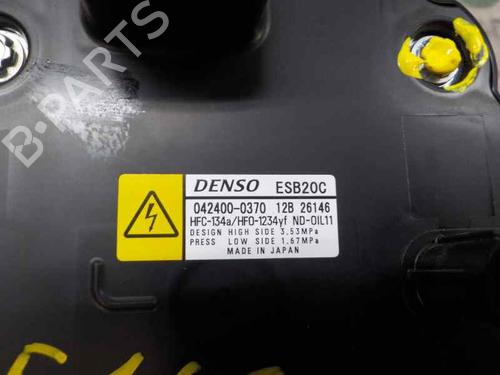 B-PARTS
DENSO ESB20C
042400-0370 12B 26146
HFC-134a/HFO-1234yf ND-OIL11
DESIGN HIGH SIDE 3.53MPa
PRESS LOW SIDE 1.67MPa
MADE IN JAPAN